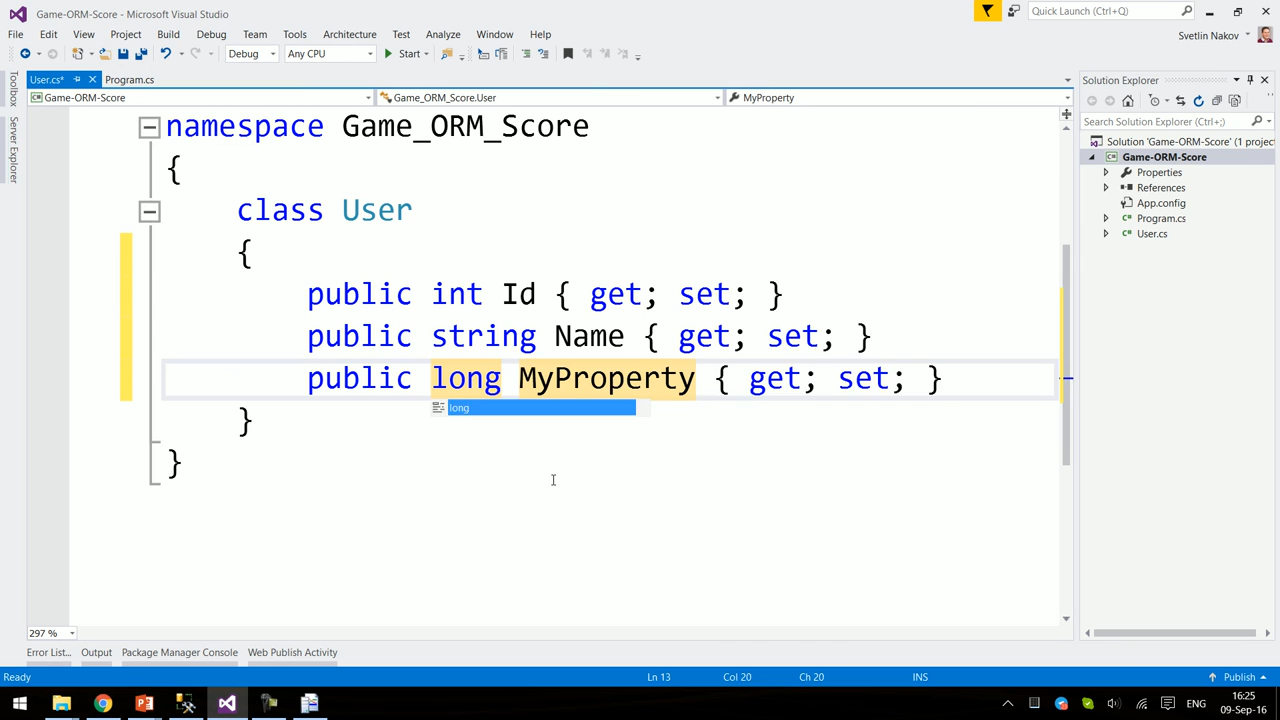 Game-ORM-Score - Microsoft Visual Studio
Quick Launch (Ctrl+Q)
File Edit View Project Build Debug Team Tools Architecture Test Analyze Window Help
Svetlin Nakov
Debug Any CPU Start
User.cs* Program.cs
Solution Explorer
Game-ORM-Score Game_ORM_Score.User MyProperty
Toolbox
Server Explorer
Search Solution Explorer (Ctrl+;)
Solution 'Game-ORM-Score' (1 project
Game-ORM-Score
Properties
References
App.config
Program.cs
User.cs
namespace Game_ORM_Score
{
class User
{
public int Id { get; set; }
public string Name { get; set; }
public long MyProperty { get; set; }
long
}
}
297 %
Error List... Output Package Manager Console Web Publish Activity
Ready Ln 13 Col 20 Ch 20 INS Publish
ENG
16:25
09-Sep-16